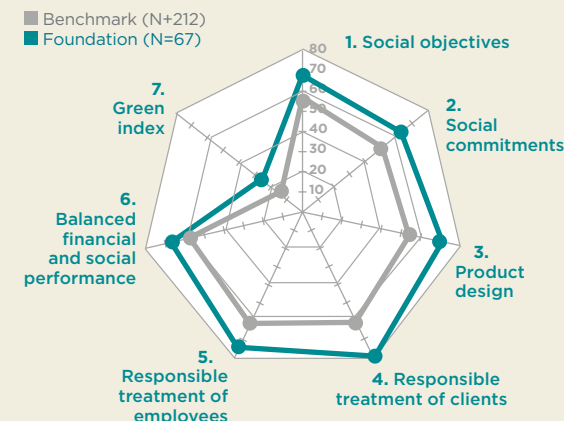 Benchmark (N+212)
Foundation (N=67)
1. Social objectives
80
70
60
50
40
30
20
10
2.
Social
commitments
3.
Product
design
4. Responsible
treatment of clients
5.
Responsible
treatment of
employees
6.
Balanced
financial
and social
performance
7.
Green
index